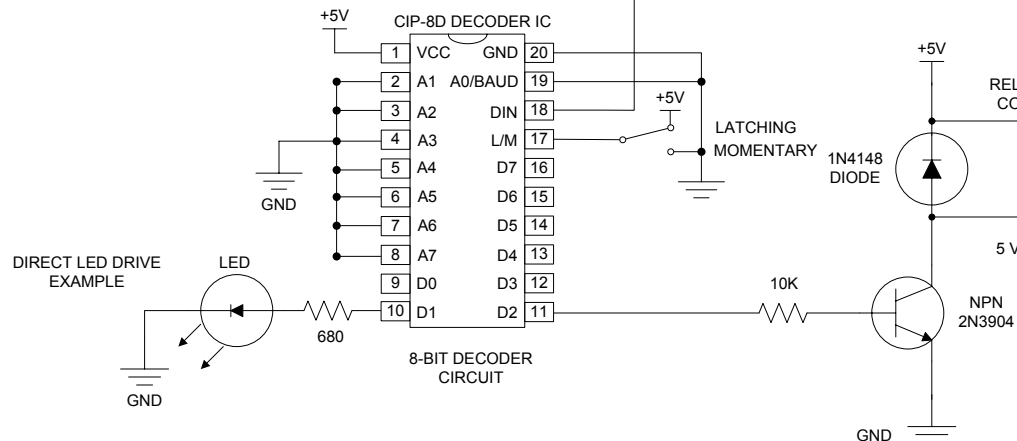 +5V
CIP-8D DECODER IC
1 VCC GND 20
2 A1 A0/BAUD 19
3 A2 DIN 18
4 A3 L/M 17
5 A4 D7 16
6 A5 D6 15
7 A6 D5 14
8 A7 D4 13
9 D0 D3 12
10 D1 D2 11
8-BIT DECODER
CIRCUIT
GND
DIRECT LED DRIVE
EXAMPLE
LED
680
GND
+5V
LATCHING
MOMENTARY
10K
+5V
REL
CO
1N4148
DIODE
5 V
NPN
2N3904
GND